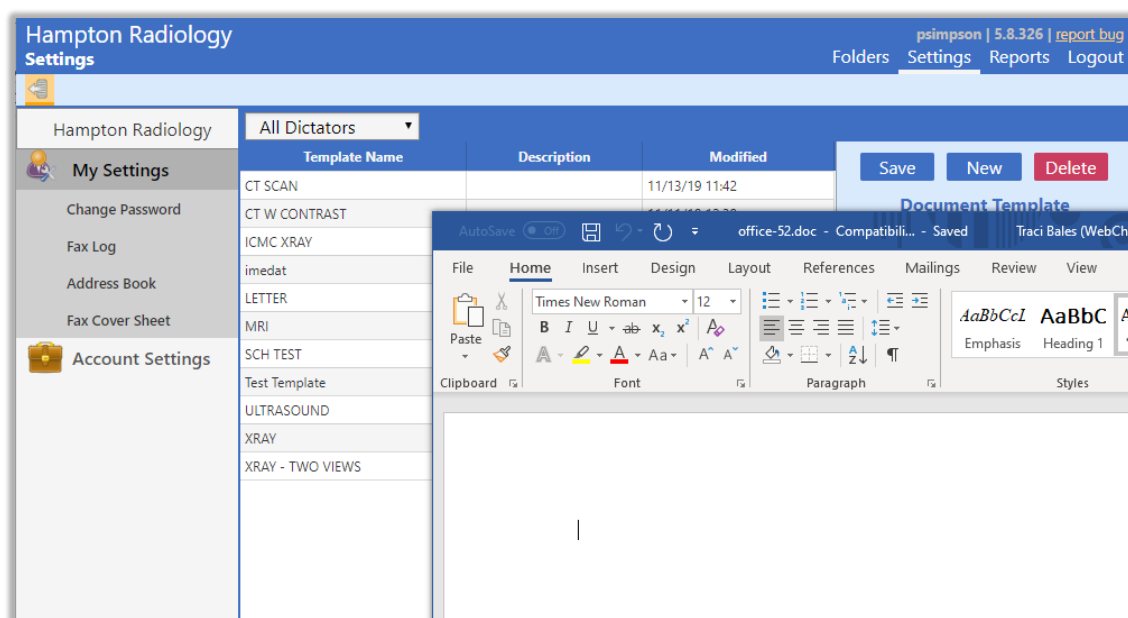 Hampton Radiology
Settings
psimpson | 5.8.326 | report bug
Folders Settings Reports Logout
Hampton Radiology
My Settings
Change Password
Fax Log
Address Book
Fax Cover Sheet
Account Settings
All Dictators
Template Name Description Modified
CT SCAN 11/13/19 11:42
CT W CONTRAST
ICMC XRAY
imedat
LETTER
MRI
SCH TEST
Test Template
ULTRASOUND
XRAY
XRAY - TWO VIEWS
Save New Delete
Document Template
AutoSave Off office-52.doc - Compatibili... - Saved Traci Bales (WebCh
File Home Insert Design Layout References Mailings Review View
Paste
Clipboard
Times New Roman 12
B I U ab x₂ x² A
A A Aa A A
Font
A Z ¶
Paragraph
AaBbCcI AaBbC
Emphasis Heading 1
Styles